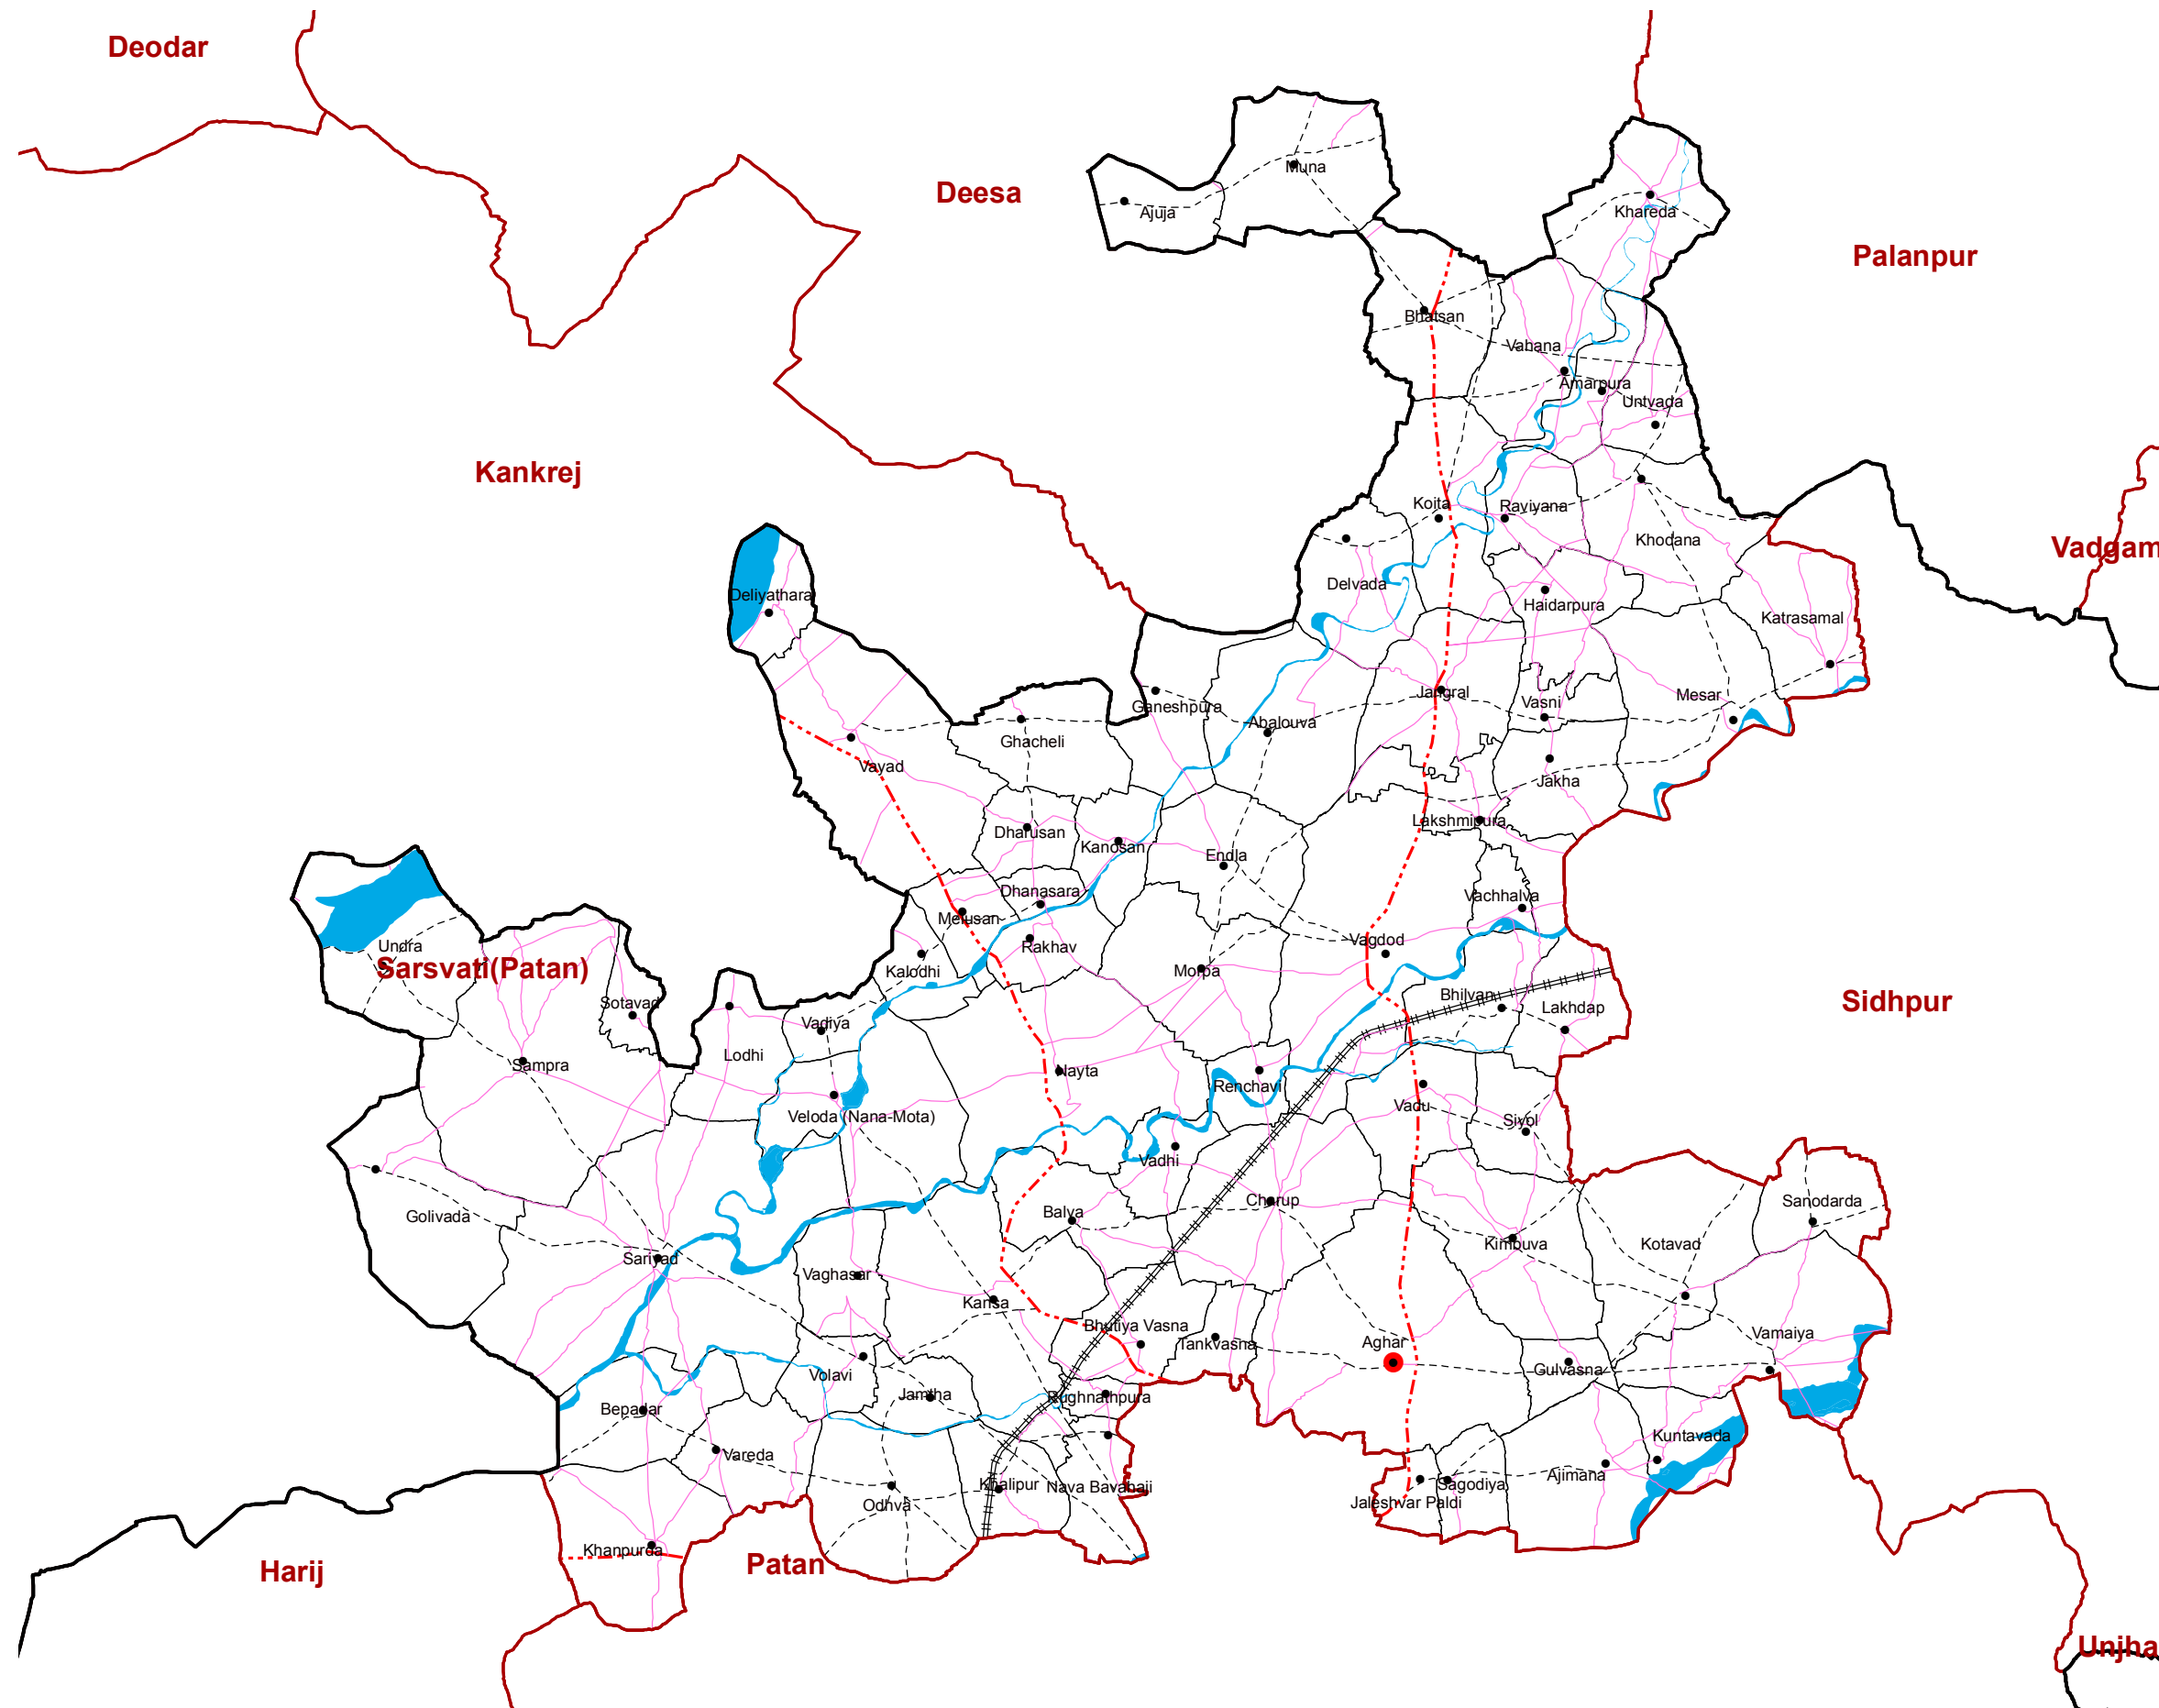 Deodar
Muna
Deesa
Ajuja
Khareda
Palanpur
Bhatsan
Vahana
Amarpura
Untvada
Kankrej
Koita
Raviyana
Khodana
Vadgam
Delvada
Deliyathara
Haidarpura
Katrasamal
Jangral
Mesar
Vasni
Ganeshpura
Abalouva
Ghacheli
Vayad
Jakha
Lakshmipura
Dharusan
Kanosan
Endla
Dhanasara
Vachhalva
Melusan
Undra
Rakhav
Vagdod
Sarsvati(Patan)
Kalodhi
Morpa
Sotavad
Bhilvan
Sidhpur
Lakhdap
Vadiya
Lodhi
Sampra
Nayta
Renchavi
Vadu
Veloda (Nana-Mota)
Siyol
Vadhi
Charup
Sanodarda
Golivada
Balva
Kimbuva
Kotavad
Sariyad
Vaghasar
Kansa
Bhutiya Vasna
Vamaiya
Tankvasna
Aghar
Gulvasna
Volavi
Jamtha
Rughnathpura
Bepadar
Kuntavada
Vareda
Ajimana
Khalipur
Nava Bavahaji
Sagodiya
Jaleshvar Paldi
Odhva
Khanpurda
Patan
Harij
Unjha